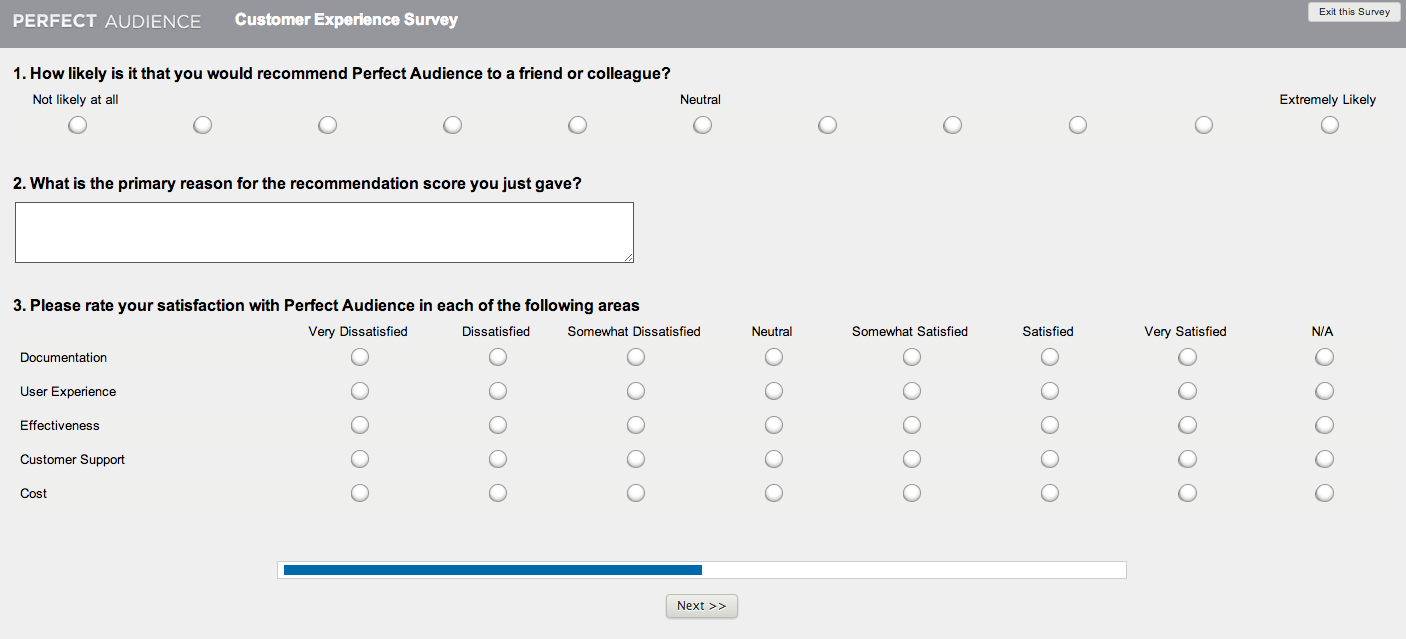 PERFECT AUDIENCE Customer Experience Survey Exit this Survey
1. How likely is it that you would recommend Perfect Audience to a friend or colleague?
Not likely at all Neutral Extremely Likely
2. What is the primary reason for the recommendation score you just gave?
3. Please rate your satisfaction with Perfect Audience in each of the following areas
Very Dissatisfied Dissatisfied Somewhat Dissatisfied Neutral Somewhat Satisfied Satisfied Very Satisfied N/A
Documentation
User Experience
Effectiveness
Customer Support
Cost
Next >>